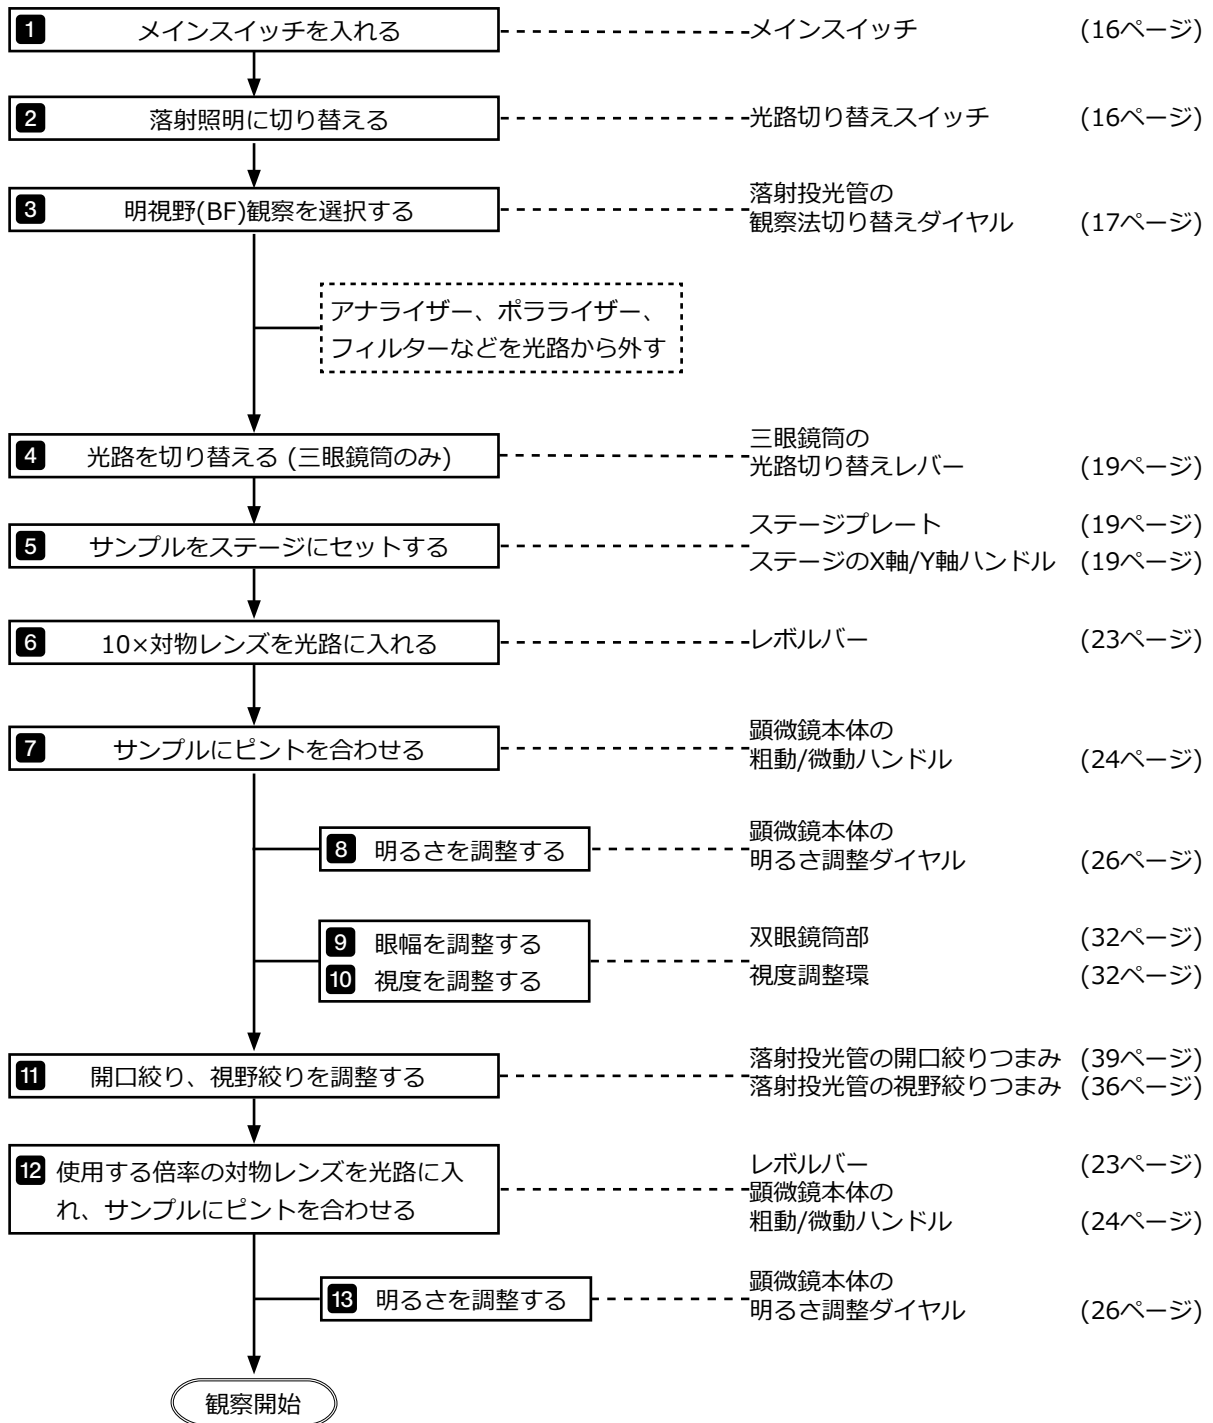 1 メインスイッチを入れる メインスイッチ (16ページ)
2 落射照明に切り替える 光路切り替えスイッチ (16ページ)
3 明視野(BF)観察を選択する 落射投光管の
観察法切り替えダイヤル (17ページ)
アナライザー、ポラライザー、
フィルターなどを光路から外す
4 光路を切り替える (三眼鏡筒のみ) 三眼鏡筒の
光路切り替えレバー (19ページ)
5 サンプルをステージにセットする ステージプレート (19ページ)
ステージのX軸/Y軸ハンドル (19ページ)
6 10×対物レンズを光路に入れる レボルバー (23ページ)
7 サンプルにピントを合わせる 顕微鏡本体の
粗動/微動ハンドル (24ページ)
8 明るさを調整する 顕微鏡本体の
明るさ調整ダイヤル (26ページ)
9 眼幅を調整する 双眼鏡筒部 (32ページ)
10 視度を調整する 視度調整環 (32ページ)
11 開口絞り、視野絞りを調整する 落射投光管の開口絞りつまみ (39ページ)
落射投光管の視野絞りつまみ (36ページ)
12 使用する倍率の対物レンズを光路に入
れ、サンプルにピントを合わせる
レボルバー (23ページ)
顕微鏡本体の
粗動/微動ハンドル (24ページ)
13 明るさを調整する 顕微鏡本体の
明るさ調整ダイヤル (26ページ)
観察開始